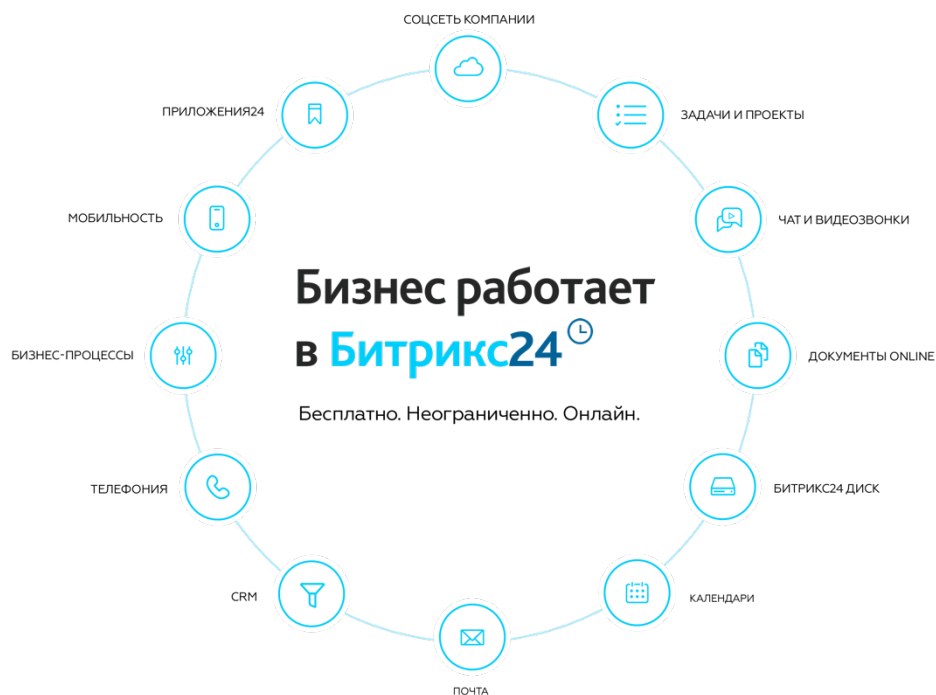 СОЦСЕТЬ КОМПАНИИ
ПРИЛОЖЕНИЯ24
ЗАДАЧИ И ПРОЕКТЫ
МОБИЛЬНОСТЬ
ЧАТ И ВИДЕОЗВОНКИ
Бизнес работает
в Битрикс24
БИЗНЕС-ПРОЦЕССЫ
ДОКУМЕНТЫ ONLINE
Бесплатно. Неограниченно. Онлайн.
ТЕЛЕФОНИЯ
БИТРИКС24 ДИСК
CRM
КАЛЕНДАРИ
ПОЧТА